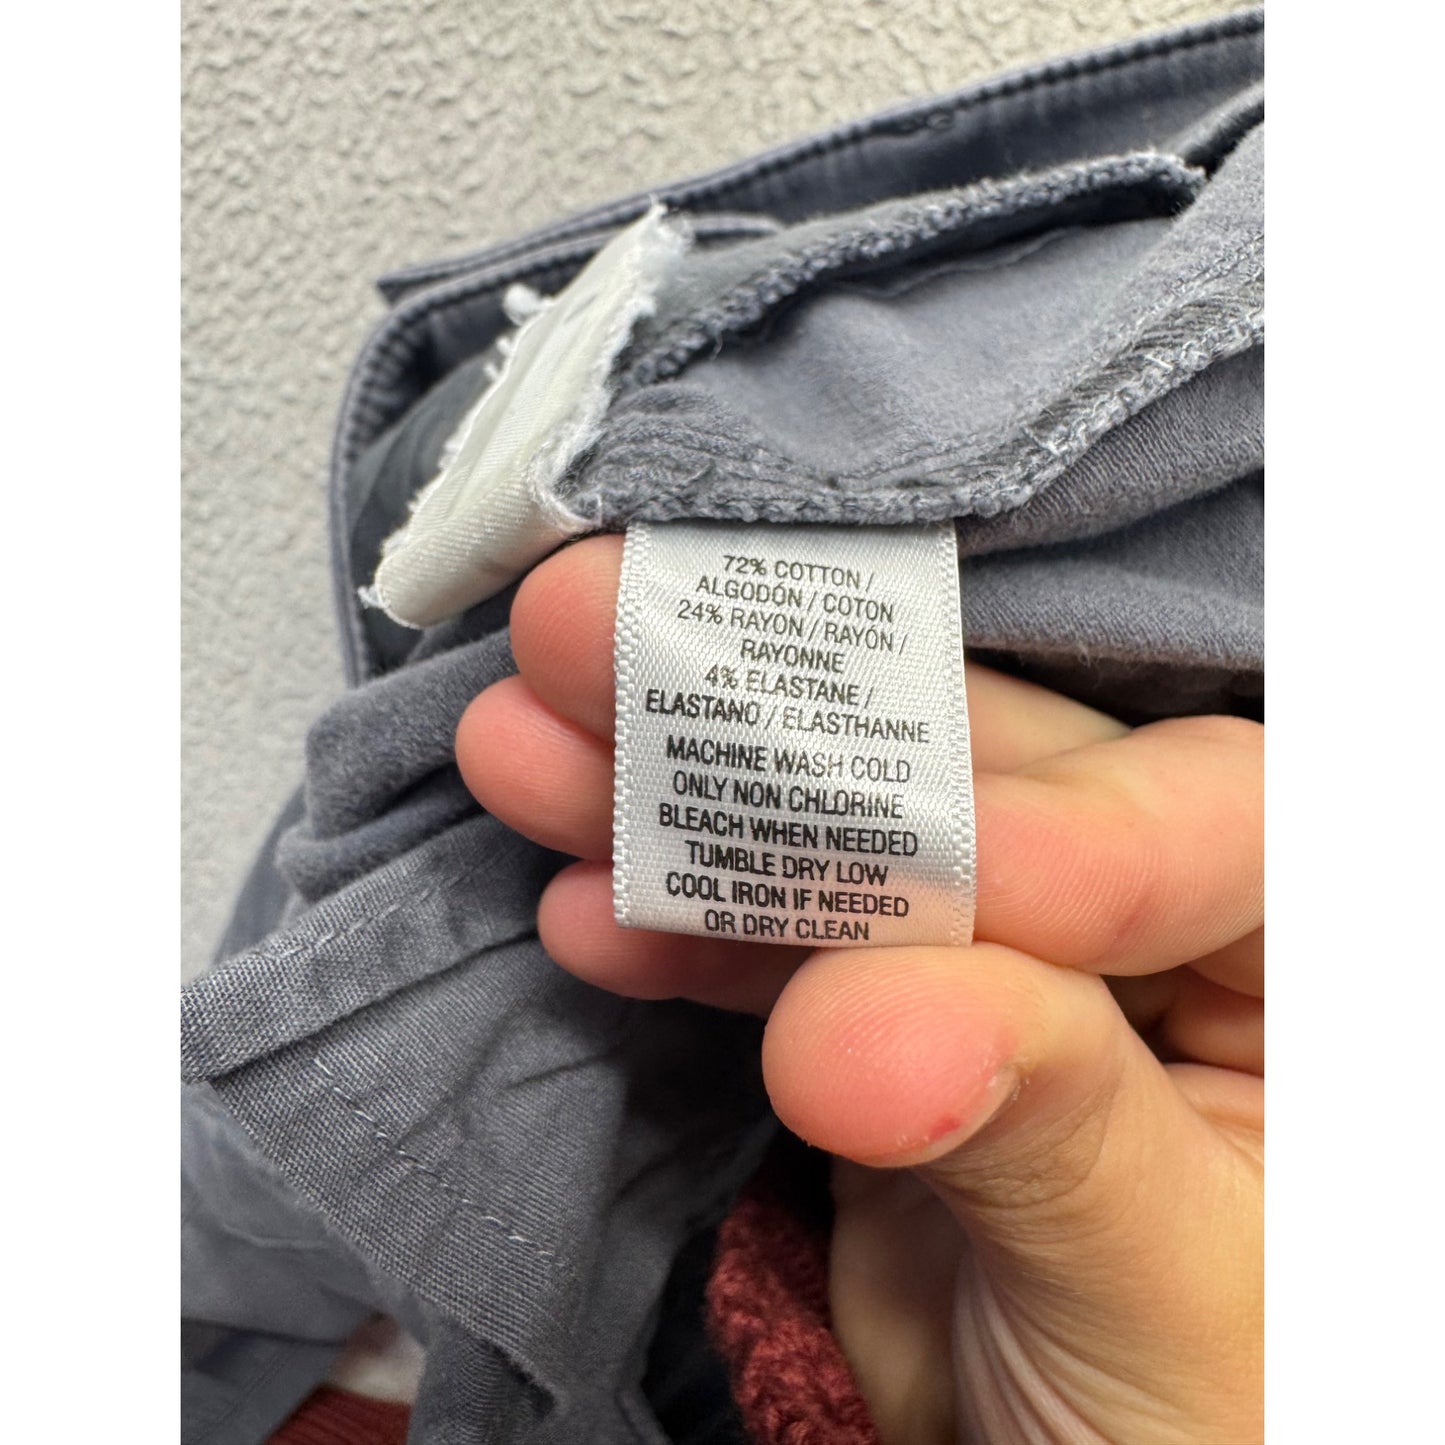 72% COTTON /
ALGODÓN / COTON
24% RAYON / RAYON /
RAYONNE
4% ELASTANE /
ELASTANO / ELASTHANNE
MACHINE WASH COLD
ONLY NON CHLORINE
BLEACH WHEN NEEDED
TUMBLE DRY LOW
COOL IRON IF NEEDED
OR DRY CLEAN